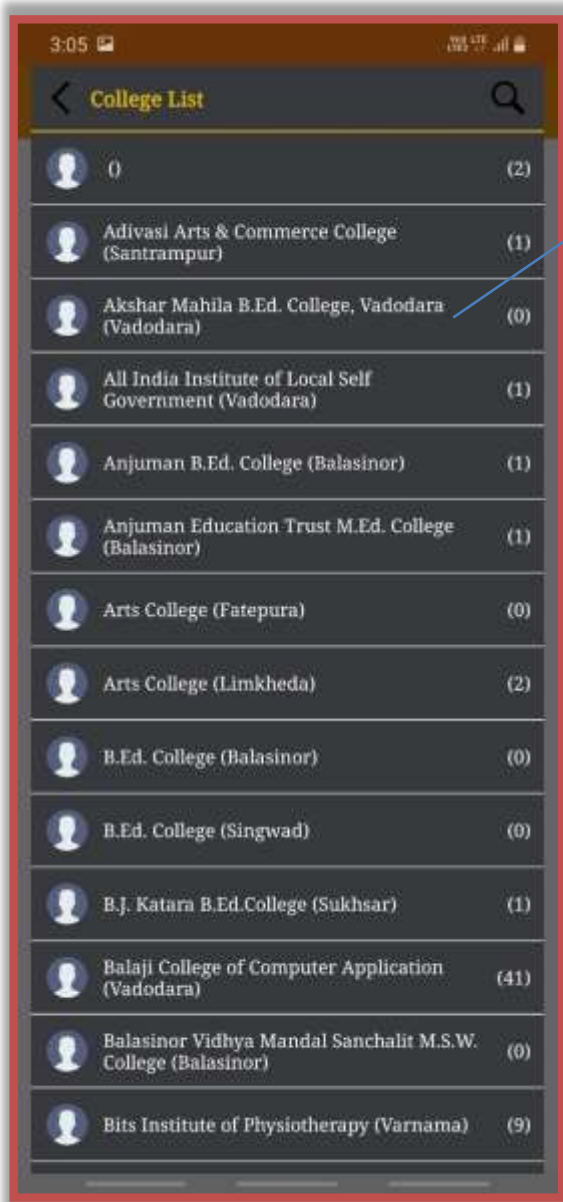 3:05
College List
() (2)
Adivasi Arts & Commerce College
(Santrampur) (1)
Akshar Mahila B.Ed. College, Vadodara
(Vadodara) (0)
All India Institute of Local Self
Government (Vadodara) (1)
Anjuman B.Ed. College (Balasinor) (1)
Anjuman Education Trust M.Ed. College
(Balasinor) (1)
Arts College (Fatepura) (0)
Arts College (Limkheda) (2)
B.Ed. College (Balasinor) (0)
B.Ed. College (Singwad) (0)
B.J. Katara B.Ed.College (Sukhsar) (1)
Balaji College of Computer Application
(Vadodara) (41)
Balasinor Vidhya Mandal Sanchalit M.S.W.
College (Balasinor) (0)
Bits Institute of Physiotherapy (Varnama) (9)